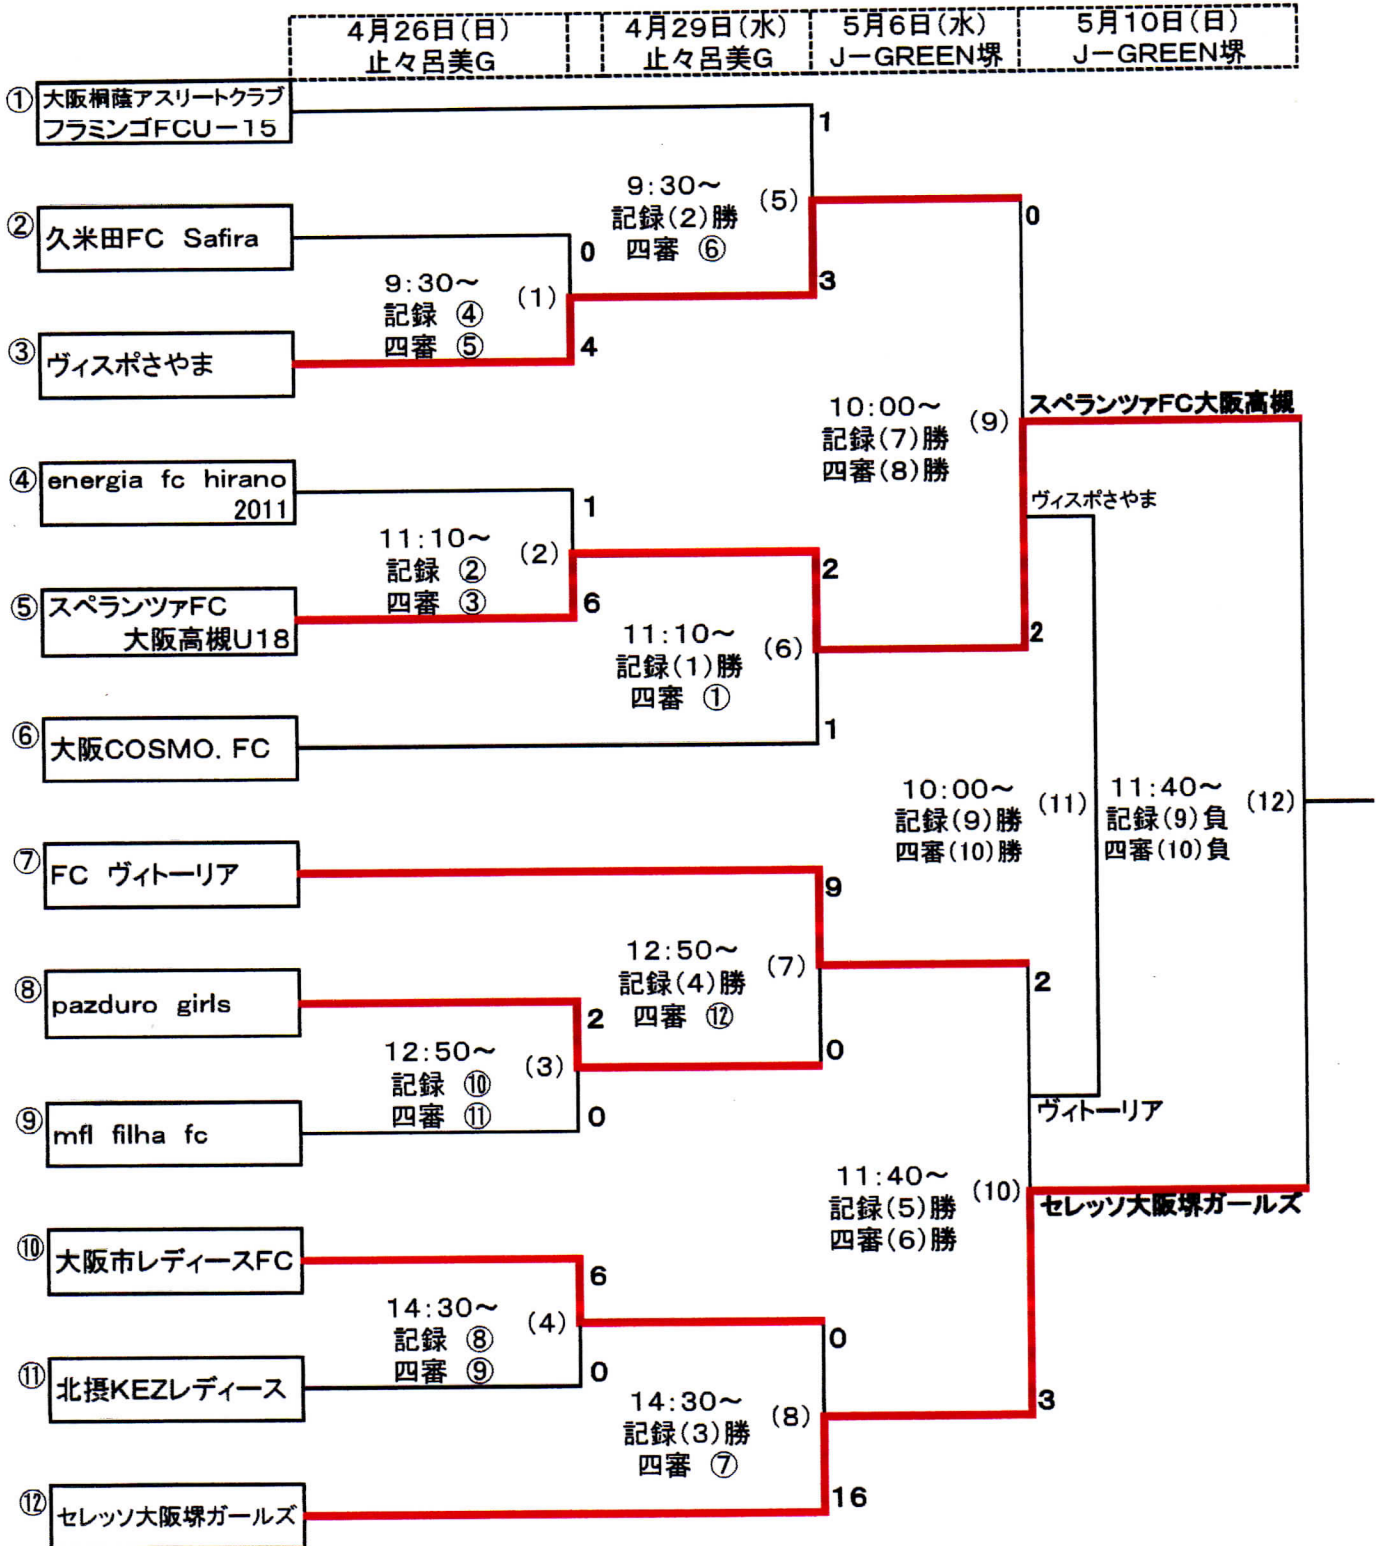 4月26日(日)
止々呂美G
4月29日(水)
止々呂美G
5月6日(水)
J-GREEN堺
5月10日(日)
J-GREEN堺
① 大阪桐蔭アスリートクラブ
フラミンゴFCU-15
1
9:30~
記録(2)勝
四審 ⑥
(5)
0
② 久米田FC Safira
0
3
9:30~
記録 ④
四審 ⑤
(1)
4
③ ヴィスポさやま
10:00~
記録(7)勝
四審(8)勝
(9)
スペランツァFC大阪高槻
④ energia fc hirano
2011
1
ヴィスポさやま
11:10~
記録 ②
四審 ③
(2)
2
6
⑤ スペランツァFC
大阪高槻U18
11:10~
記録(1)勝
四審 ①
(6)
2
⑥ 大阪COSMO. FC
1
10:00~
記録(9)勝
四審(10)勝
(11)
11:40~
記録(9)負
四審(10)負
(12)
⑦ FC ヴィトーリア
9
12:50~
記録(4)勝
四審 ⑫
(7)
2
⑧ pazduro girls
2
0
12:50~
記録 ⑩
四審 ⑪
(3)
0
⑨ mfl filha fc
ヴィトーリア
11:40~
記録(5)勝
四審(6)勝
(10)
セレッソ大阪堺ガールズ
⑩ 大阪市レディースFC
6
14:30~
記録 ⑧
四審 ⑨
(4)
0
0
⑪ 北摂KEZレディース
3
14:30~
記録(3)勝
四審 ⑦
(8)
16
⑫ セレッソ大阪堺ガールズ